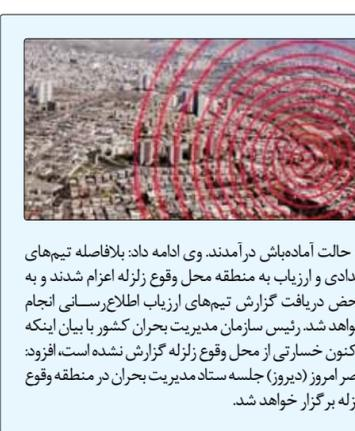 حالت آماده‌باش درآمدند. وی ادامه داد: بلافاصله تیم‌های
دادی و ارزیاب به منطقه محل وقوع زلزله اعزام شدند و به
حض دریافت گزارش تیم‌های ارزیاب اطلاع‌رســانی انجام
واهد شد. رئیس سازمان مدیریت بحران کشور با بیان اینکه
کنون خسارتی از محل وقوع زلزله گزارش نشده است، افزود:
صر امروز (دیروز) جلسه ستاد مدیریت بحران در منطقه وقوع
زله برگزار خواهد شد.